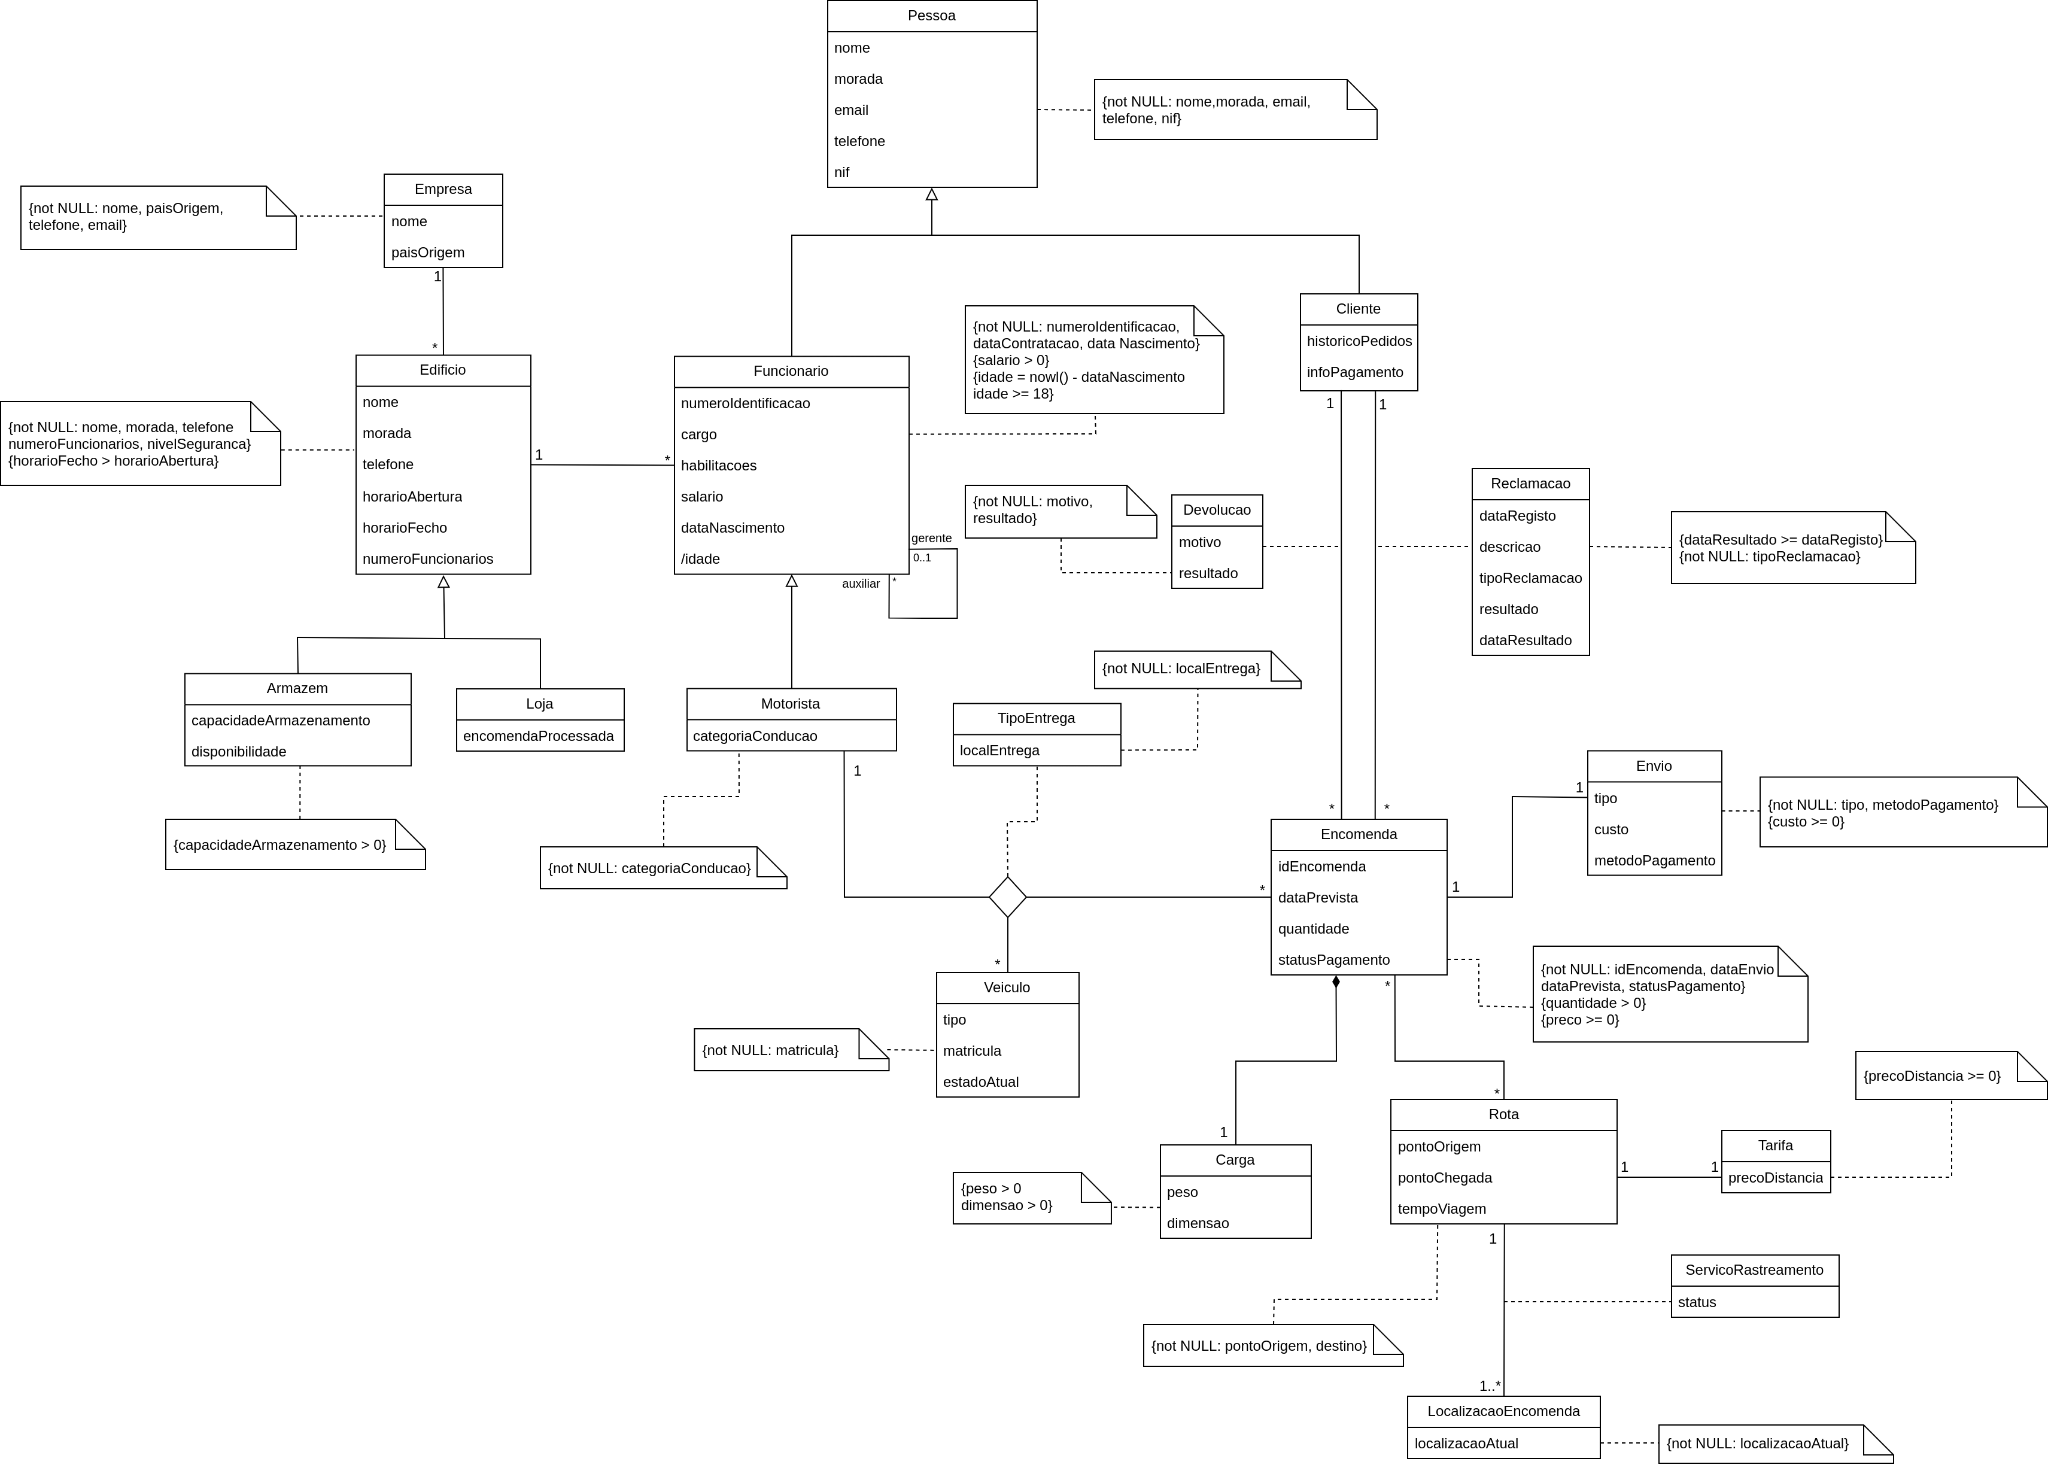 Pessoa
nome
morada
email
telefone
nif
{not NULL: nome,morada, email,
telefone, nif}
Empresa
nome
paisOrigem
{not NULL: nome, paisOrigem,
telefone, email}
1
*
Edificio
nome
morada
telefone
horarioAbertura
horarioFecho
numeroFuncionarios
{not NULL: nome, morada, telefone
numeroFuncionarios, nivelSeguranca}
{horarioFecho > horarioAbertura}
1
*
Funcionario
numeroIdentificacao
cargo
habilitacoes
salario
dataNascimento
/idade
{not NULL: numeroIdentificacao,
dataContratacao, data Nascimento}
{salario > 0}
{idade = nowl() - dataNascimento
idade >= 18}
gerente
0..1
auxiliar
*
Cliente
historicoPedidos
infoPagamento
1
1
{not NULL: motivo,
resultado}
Devolucao
motivo
resultado
Reclamacao
dataRegisto
descricao
tipoReclamacao
resultado
dataResultado
{dataResultado >= dataRegisto}
{not NULL: tipoReclamacao}
Armazem
capacidadeArmazenamento
disponibilidade
{capacidadeArmazenamento > 0}
Loja
encomendaProcessada
Motorista
categoriaConducao
1
{not NULL: categoriaConducao}
{not NULL: localEntrega}
TipoEntrega
localEntrega
*
*
Encomenda
idEncomenda
dataPrevista
quantidade
statusPagamento
*
1
1
Envio
tipo
custo
metodoPagamento
{not NULL: tipo, metodoPagamento}
{custo >= 0}
{not NULL: idEncomenda, dataEnvio
dataPrevista, statusPagamento}
{quantidade > 0}
{preco >= 0}
*
Veiculo
tipo
matricula
estadoAtual
{not NULL: matricula}
*
*
1
Carga
peso
dimensao
{peso > 0
dimensao > 0}
Rota
pontoOrigem
pontoChegada
tempoViagem
1
1
Tarifa
precoDistancia
{precoDistancia >= 0}
1
ServicoRastreamento
status
{not NULL: pontoOrigem, destino}
1..*
LocalizacaoEncomenda
localizacaoAtual
{not NULL: localizacaoAtual}